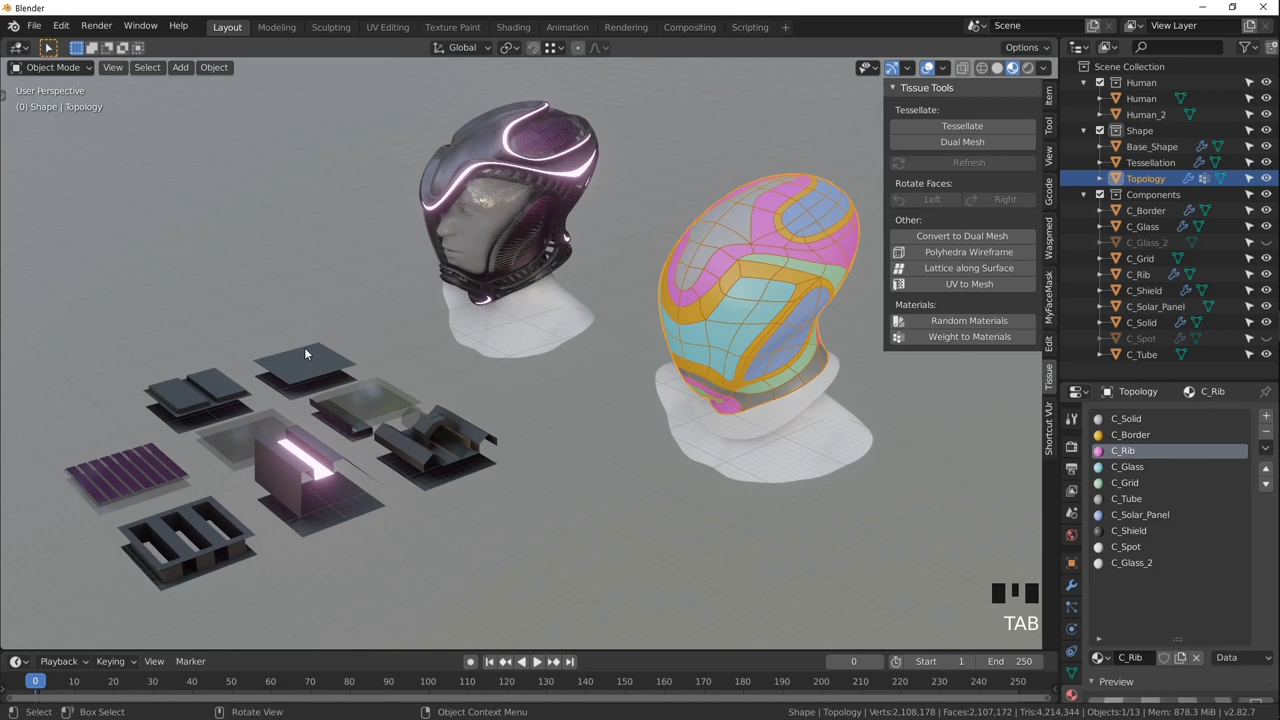 Blender
File Edit Render Window Help Layout Modeling Sculpting UV Editing Texture Paint Shading Animation Rendering Compositing Scripting + Scene View Layer
Global Options
Object Mode View Select Add Object
User Perspective
(0) Shape | Topology
Tissue Tools
Tessellate:
Tessellate
Dual Mesh
Refresh
Rotate Faces:
Left Right
Other:
Convert to Dual Mesh
Polyhedra Wireframe
Lattice along Surface
UV to Mesh
Materials:
Random Materials
Weight to Materials
Item
Tool
View
Gcode
Waspmed
MyFaceMask
Edit
Tissue
Shortcut VUr
Scene Collection
Human
Human
Human_2
Shape
Base_Shape
Tessellation
Topology
Components
C_Border
C_Glass
C_Glass_2
C_Grid
C_Rib
C_Shield
C_Solar_Panel
C_Solid
C_Spot
C_Tube
Topology C_Rib
C_Solid
C_Border
C_Rib
C_Glass
C_Grid
C_Tube
C_Solar_Panel
C_Shield
C_Spot
C_Glass_2
C_Rib Data
Preview
TAB
Playback Keying View Marker 0 Start 1 End 250
0 10 20 30 40 50 60 70 80 90 100 110 120 130 140 150 160 170 180 190 200 210 220 230 240 250
Select Box Select Rotate View Object Context Menu Shape | Topology | Verts:2,108,178 | Faces:2,107,172 | Tris:4,214,344 | Objects:1/13 | Mem: 878.3 MiB | v2.82.7